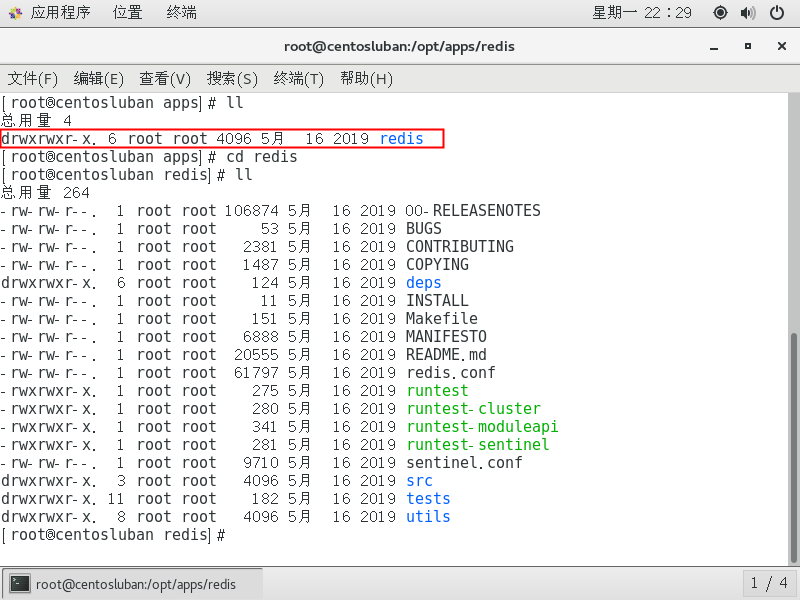 应用程序 位置 终端 星期一 22：29
root@centosluban:/opt/apps/redis
文件(F) 编辑(E) 查看(V) 搜索(S) 终端(T) 帮助(H)
[root@centosluban apps]# ll
总用量 4
drwxrwxr-x. 6 root root 4096 5月  16 2019 redis
[root@centosluban apps]# cd redis
[root@centosluban redis]# ll
总用量 264
-rw-rw-r--.  1 root root 106874 5月  16 2019 00-RELEASENOTES
-rw-rw-r--.  1 root root     53 5月  16 2019 BUGS
-rw-rw-r--.  1 root root   2381 5月  16 2019 CONTRIBUTING
-rw-rw-r--.  1 root root   1487 5月  16 2019 COPYING
drwxrwxr-x.  6 root root    124 5月  16 2019 deps
-rw-rw-r--.  1 root root     11 5月  16 2019 INSTALL
-rw-rw-r--.  1 root root    151 5月  16 2019 Makefile
-rw-rw-r--.  1 root root   6888 5月  16 2019 MANIFESTO
-rw-rw-r--.  1 root root  20555 5月  16 2019 README.md
-rw-rw-r--.  1 root root  61797 5月  16 2019 redis.conf
-rwxrwxr-x.  1 root root    275 5月  16 2019 runtest
-rwxrwxr-x.  1 root root    280 5月  16 2019 runtest-cluster
-rwxrwxr-x.  1 root root    341 5月  16 2019 runtest-moduleapi
-rwxrwxr-x.  1 root root    281 5月  16 2019 runtest-sentinel
-rw-rw-r--.  1 root root   9710 5月  16 2019 sentinel.conf
drwxrwxr-x.  3 root root   4096 5月  16 2019 src
drwxrwxr-x. 11 root root    182 5月  16 2019 tests
drwxrwxr-x.  8 root root   4096 5月  16 2019 utils
[root@centosluban redis]#
root@centosluban:/opt/apps/redis 1 / 4